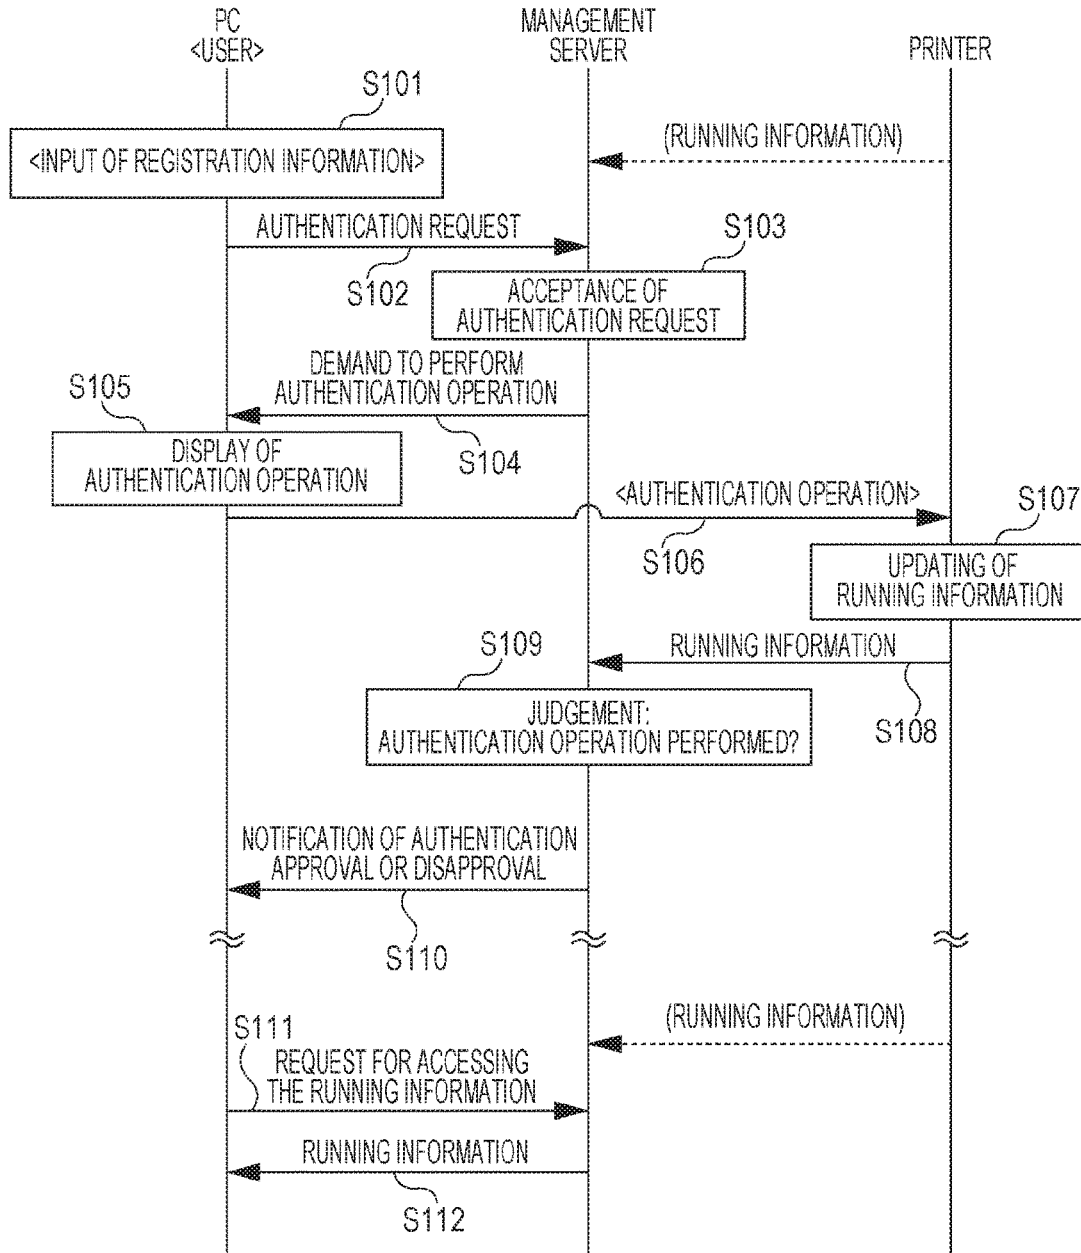 PC
<USER>
MANAGEMENT
SERVER
PRINTER
S101
<INPUT OF REGISTRATION INFORMATION>
(RUNNING INFORMATION)
AUTHENTICATION REQUEST
S102
S103
ACCEPTANCE OF
AUTHENTICATION REQUEST
DEMAND TO PERFORM
AUTHENTICATION OPERATION
S104
S105
DISPLAY OF
AUTHENTICATION OPERATION
<AUTHENTICATION OPERATION>
S106
S107
UPDATING OF
RUNNING INFORMATION
RUNNING INFORMATION
S108
S109
JUDGEMENT:
AUTHENTICATION OPERATION PERFORMED?
NOTIFICATION OF AUTHENTICATION
APPROVAL OR DISAPPROVAL
S110
(RUNNING INFORMATION)
S111
REQUEST FOR ACCESSING
THE RUNNING INFORMATION
RUNNING INFORMATION
S112